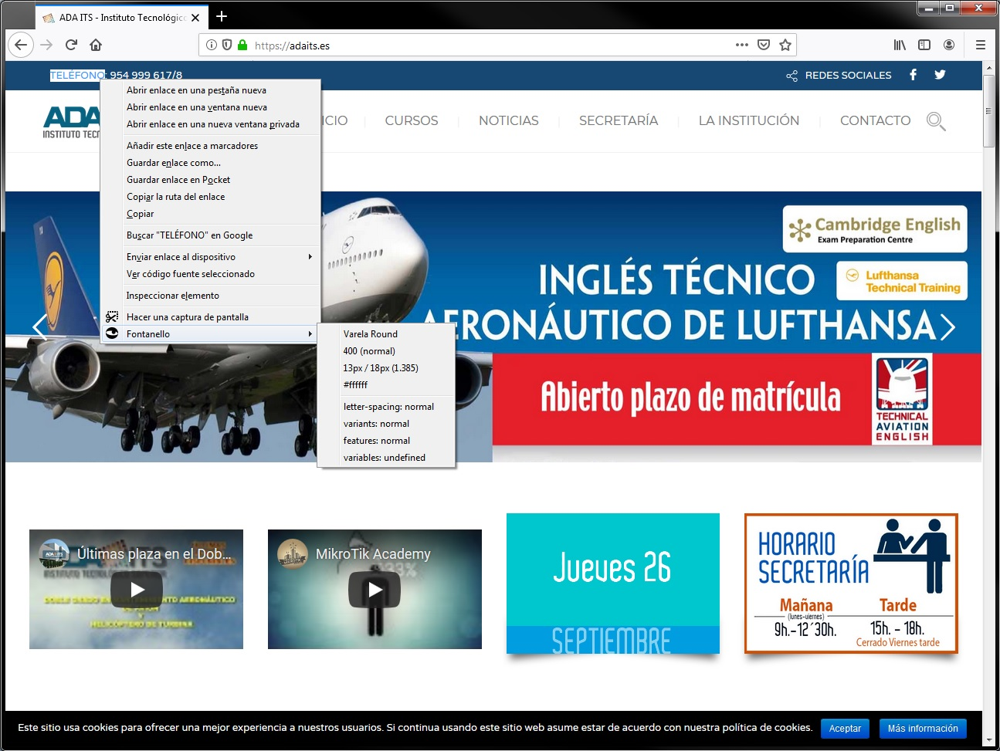 ADA ITS - Instituto Tecnológic
https://adaits.es
TELÉFONO: 954 999 617/8
REDES SOCIALES
ADA
INSTITUTO TECN
ICIO
CURSOS
NOTICIAS
SECRETARÍA
LA INSTITUCIÓN
CONTACTO
Abrir enlace en una pestaña nueva
Abrir enlace en una ventana nueva
Abrir enlace en una nueva ventana privada
Añadir este enlace a marcadores
Guardar enlace como...
Guardar enlace en Pocket
Copiar la ruta del enlace
Copiar
Buscar "TELÉFONO" en Google
Enviar enlace al dispositivo
Ver código fuente seleccionado
Inspeccionar elemento
Hacer una captura de pantalla
Fontanello
Varela Round
400 (normal)
13px / 18px (1.385)
#ffffff
letter-spacing: normal
variants: normal
features: normal
variables: undefined
Cambridge English
Exam Preparation Centre
INGLÉS TÉCNICO
Lufthansa
Technical Training
AERONÁUTICO DE LUFTHANSA
Abierto plazo de matrícula
TECHNICAL
AVIATION
ENGLISH
Últimas plaza en el Dob...
MikroTik Academy
Jueves 26
SEPTIEMBRE
HORARIO
SECRETARÍA
Mañana
(lunes-viernes)
9h.-12´30h.
Tarde
15h. - 18h.
Cerrado Viernes tarde
Este sitio usa cookies para ofrecer una mejor experiencia a nuestros usuarios. Si continua usando este sitio web asume estar de acuerdo con nuestra política de cookies.
Aceptar
Más información